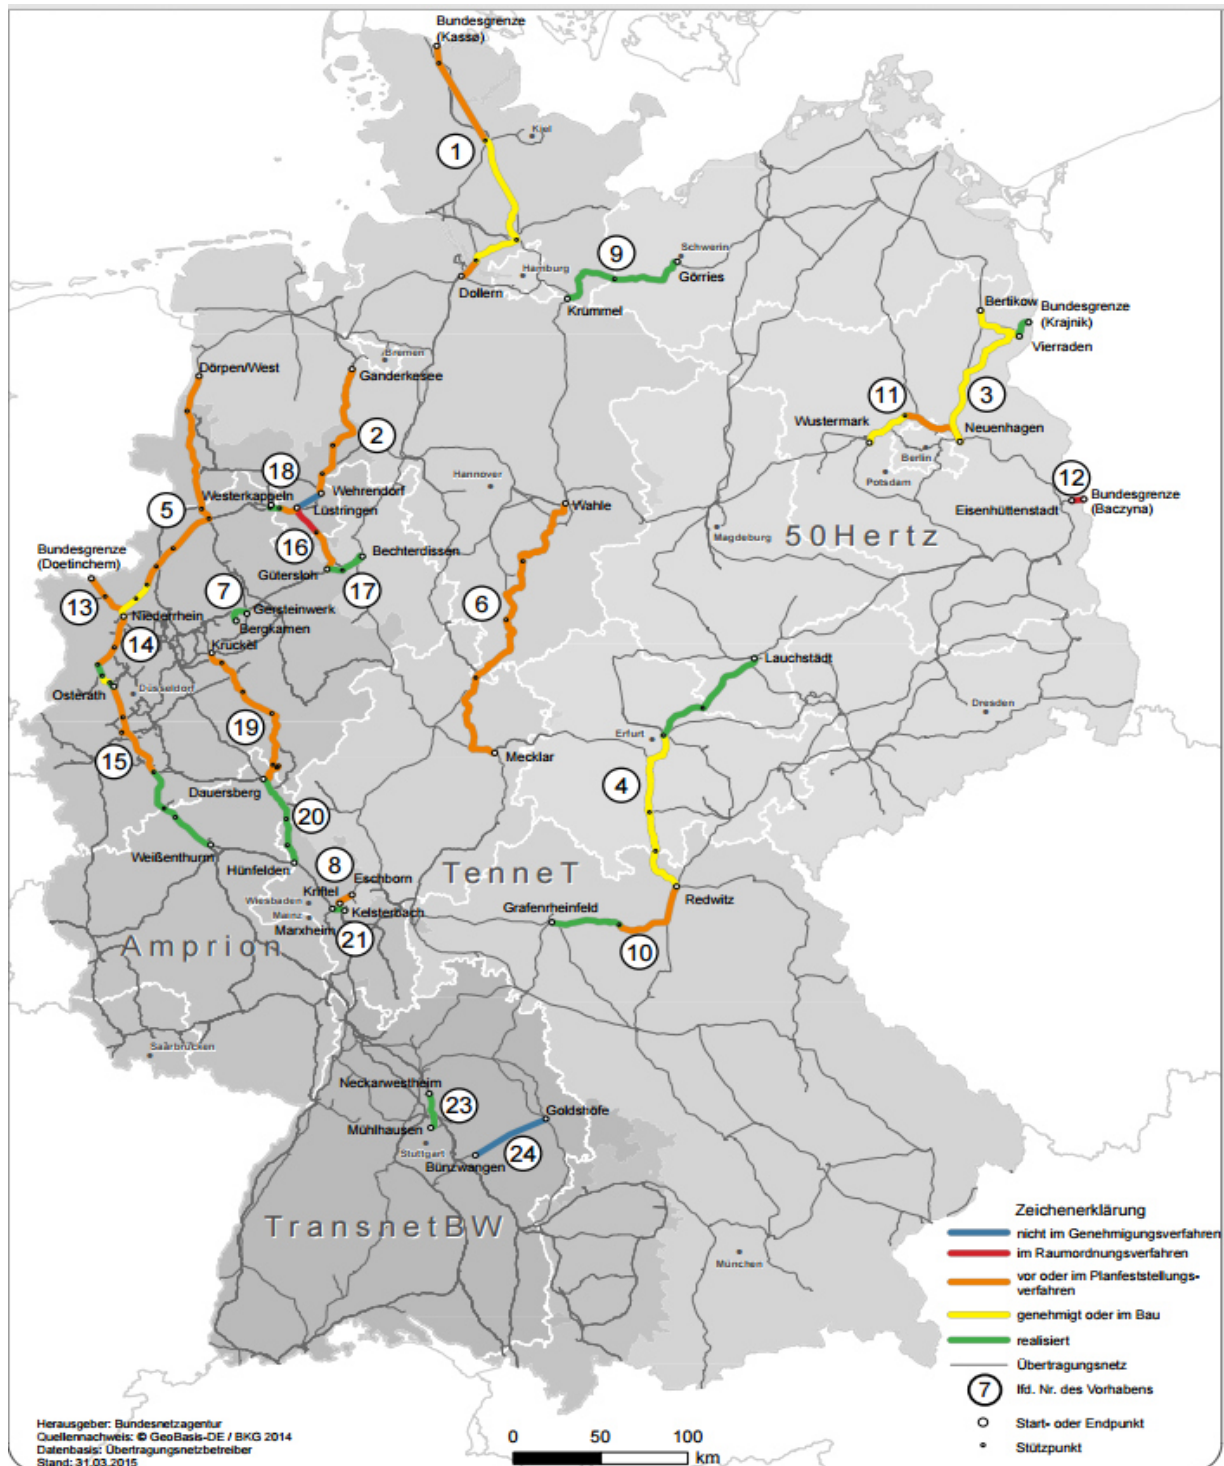 Bundesgrenze
(Kassø)
Kiel
1
9
Schwerin
Hamburg
Görries
Dollern
Krümmel
Bertikow
Bundesgrenze
(Krajnik)
Vierraden
Bremen
Dörpen/West
Ganderkesee
11
3
Wustermark
2
Neuenhagen
Berlin
18
Hannover
Potsdam
12
Westerkappeln
Wehrendorf
Bundesgrenze
(Baczyna)
5
Lüstringen
Wahle
Eisenhüttenstadt
50Hertz
Magdeburg
16
Bechterdissen
Bundesgrenze
(Doetinchem)
Gütersloh
17
13
7
6
Niederrhein
Gersteinwerk
Bergkamen
14
Kruckel
Lauchstädt
Osterath
Düsseldorf
Dresden
19
Erfurt
15
Mecklar
Dauersberg
4
20
Weißenthurm
Hünfelden
8
TenneT
Eschborn
Kriftel
Redwitz
Wiesbaden
Grafenrheinfeld
Mainz
Kelsterbach
Marxheim
Amprion
21
10
Saarbrücken
Neckarwestheim
23
Goldshöfe
Mühlhausen
Stuttgart
24
Bünzwangen
TransnetBW
München
Zeichenerklärung
nicht im Genehmigungsverfahren
im Raumordnungsverfahren
vor oder im Planfeststellungs-
verfahren
genehmigt oder im Bau
realisiert
Übertragungsnetz
7 lfd. Nr. des Vorhabens
Start- oder Endpunkt
Stützpunkt
Herausgeber: Bundesnetzagentur
Quellennachweis: © GeoBasis-DE / BKG 2014
Datenbasis: Übertragungsnetzbetreiber
Stand: 31.03.2015
0 50 100
km